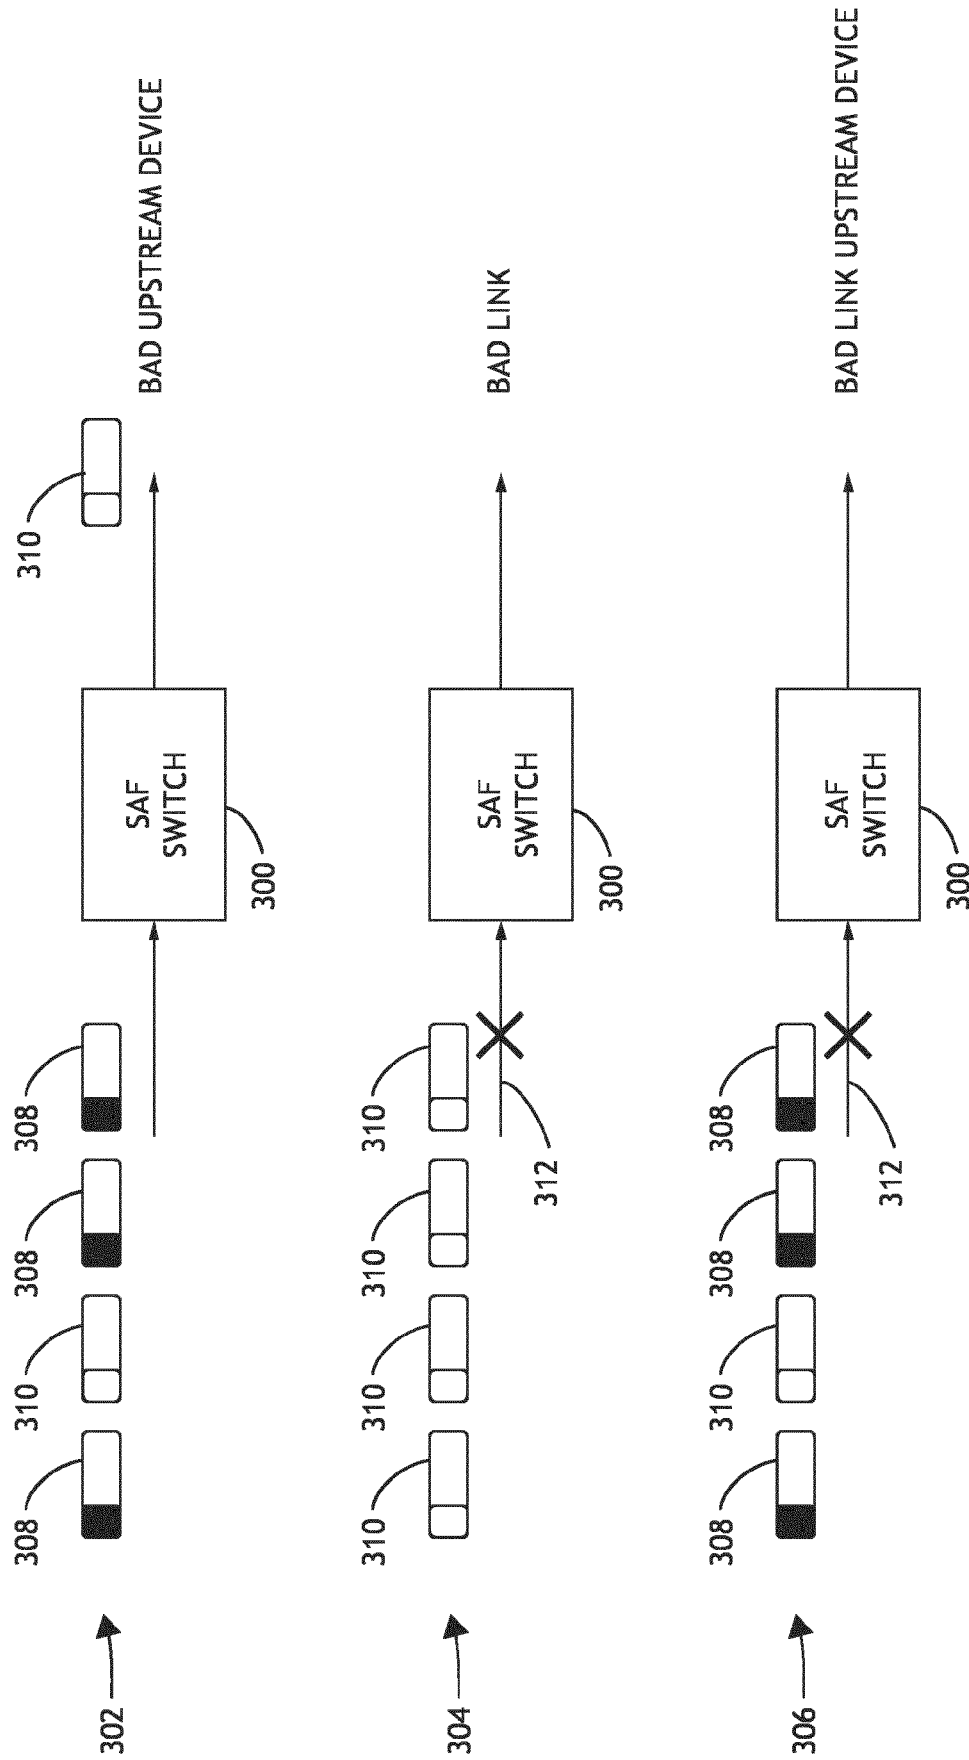 302
308
310
308
308
SAF
SWITCH
300
310
BAD UPSTREAM DEVICE
304
310
310
310
310
312
SAF
SWITCH
300
BAD LINK
306
308
310
308
308
312
SAF
SWITCH
300
BAD LINK UPSTREAM DEVICE